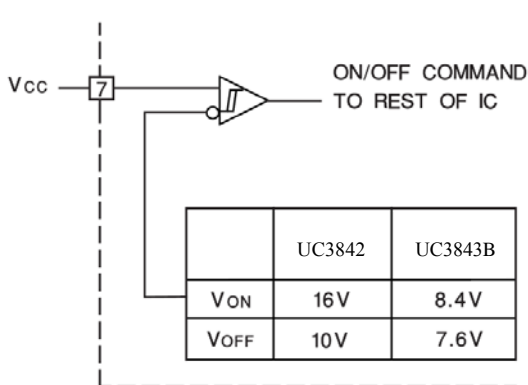 Vcc
7
ON/OFF COMMAND
TO REST OF IC
UC3842 UC3843B
VON 16V 8.4V
VOFF 10V 7.6V